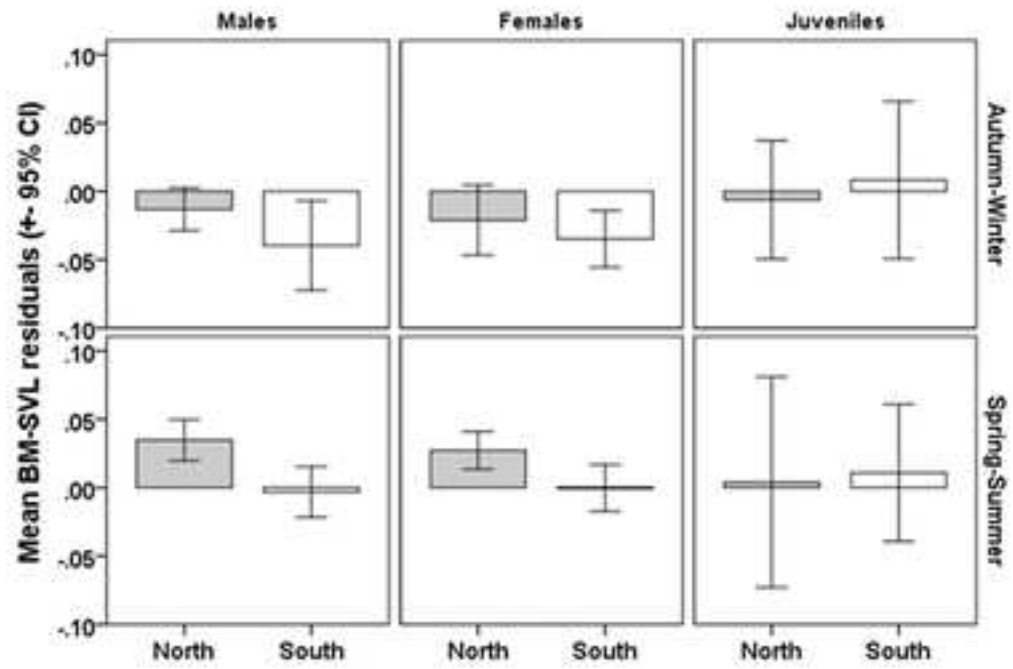 Males Females Juveniles
Mean BM-SVL residuals (+- 95% CI)
.10
.05
.00
-.05
-.10
Autumn-Winter
.10
.05
.00
-.05
-.10
Spring-Summer
North South North South North South